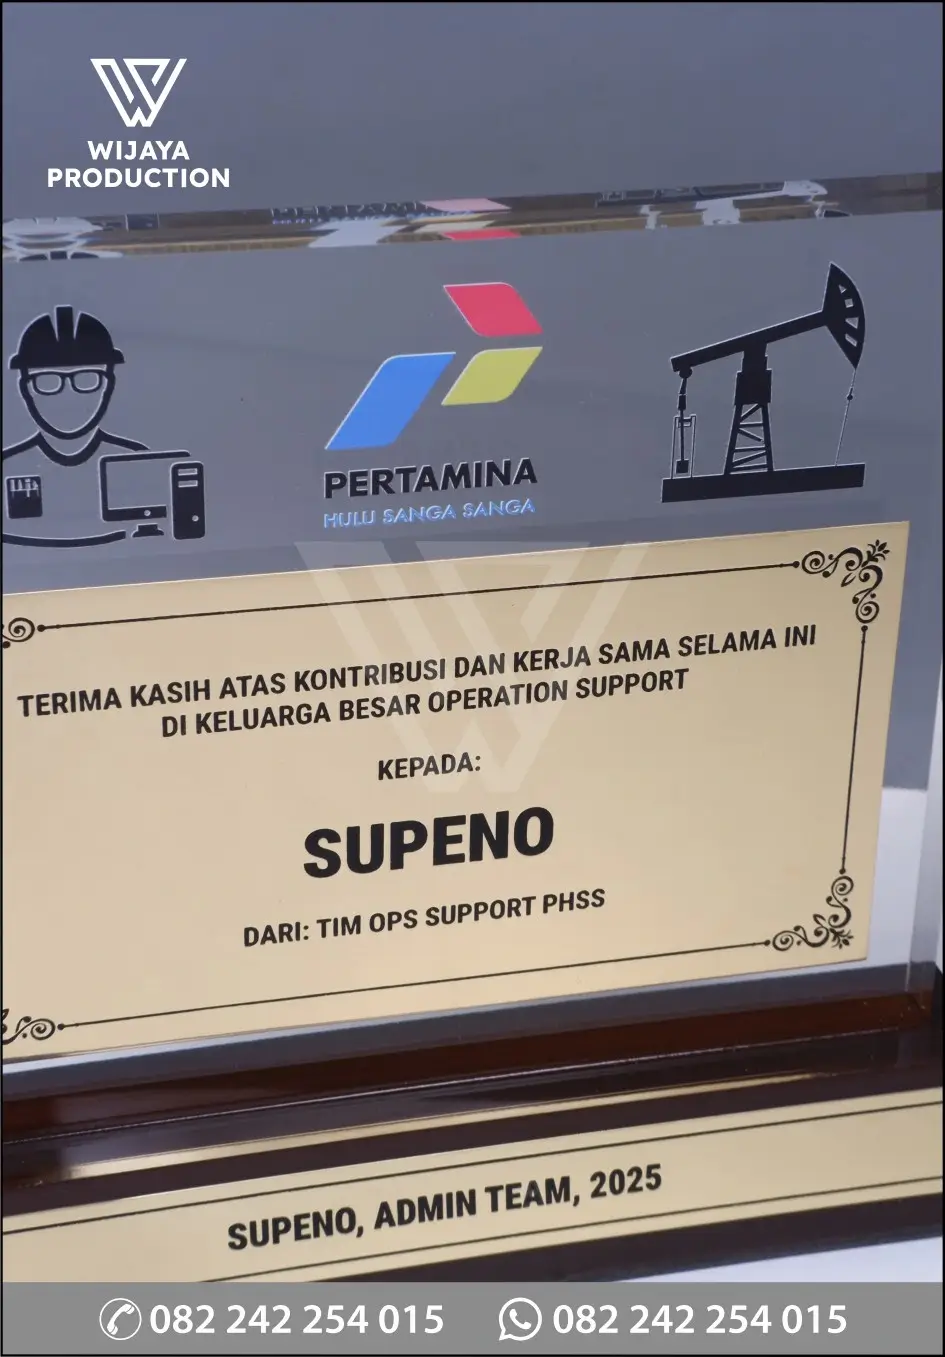 WIJAYA
PRODUCTION
PERTAMINA
HULU SANGA SANGA
TERIMA KASIH ATAS KONTRIBUSI DAN KERJA SAMA SELAMA INI
DI KELUARGA BESAR OPERATION SUPPORT
KEPADA:
SUPENO
DARI: TIM OPS SUPPORT PHSS
SUPENO, ADMIN TEAM, 2025
082 242 254 015 082 242 254 015